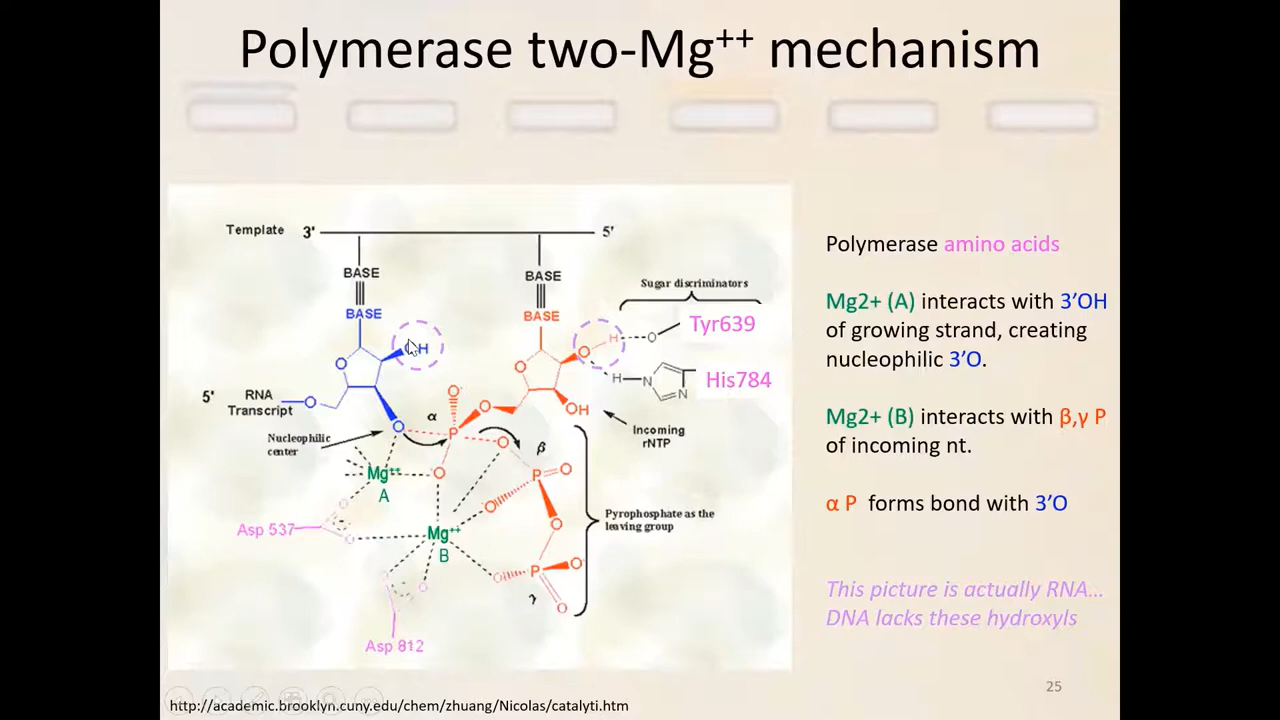 Polymerase two-Mg++ mechanism
Template 3' 5'
BASE BASE
BASE BASE
Sugar discriminators
H O Tyr639
OH O
O O H N His784
N
5' RNA Transcript O
O α O OH
Incoming rNTP
Nucleophilic center
O P O β
Mg++ O P O
A
O O
Asp 537 O
Mg++ O
B
Pyrophosphate as the leaving group
O P O
O O γ O
Asp 812
Polymerase amino acids
Mg2+ (A) interacts with 3'OH
of growing strand, creating
nucleophilic 3'O.
Mg2+ (B) interacts with β,γ P
of incoming nt.
α P forms bond with 3'O
This picture is actually RNA…
DNA lacks these hydroxyls
25
http://academic.brooklyn.cuny.edu/chem/zhuang/Nicolas/catalyti.htm